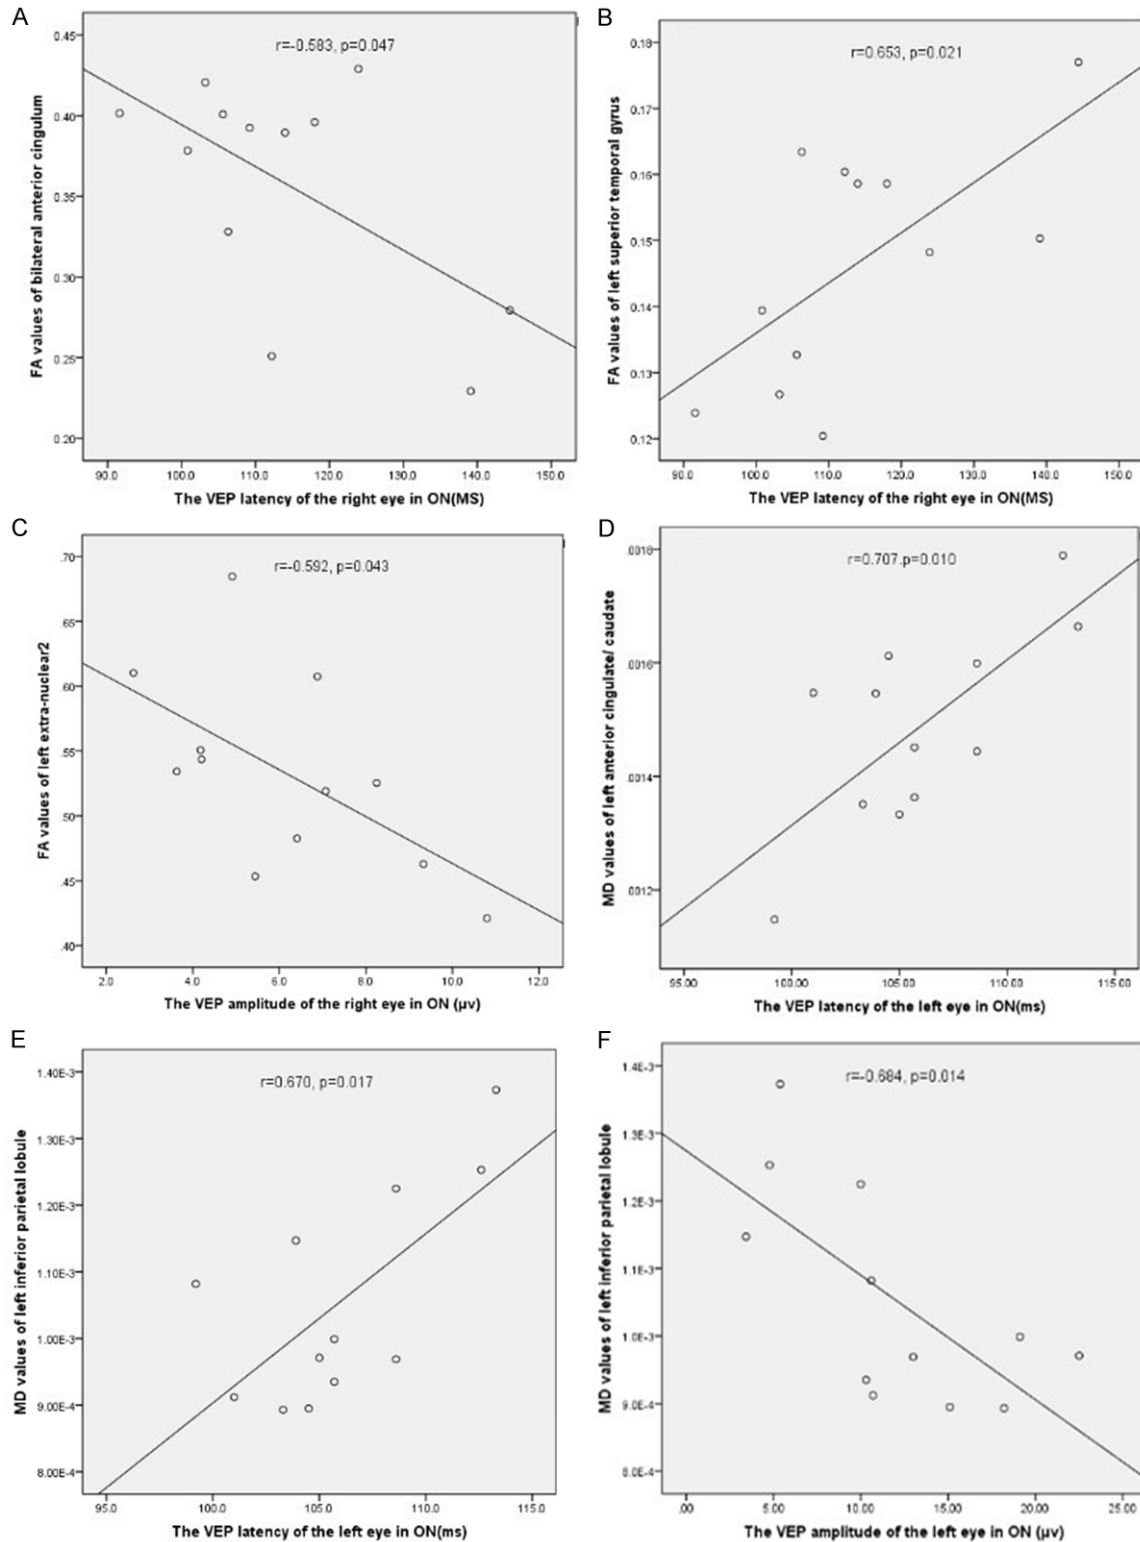 A
r=-0.583, p=0.047
FA values of bilateral anterior cingulum
0.45
0.40
0.35
0.30
0.25
0.20
90.0 100.0 110.0 120.0 130.0 140.0 150.0
The VEP latency of the right eye in ON(MS)
B
r=0.653, p=0.021
FA values of left superior temporal gyrus
0.18
0.17
0.16
0.15
0.14
0.13
0.12
90.0 100.0 110.0 120.0 130.0 140.0 150.0
The VEP latency of the right eye in ON(MS)
C
r=-0.592, p=0.043
FA values of left extra-nuclear2
.70
.65
.60
.55
.50
.45
.40
2.0 4.0 6.0 8.0 10.0 12.0
The VEP amplitude of the right eye in ON (μv)
D
r=0.707.p=0.010
MD values of left anterior cingulate/ caudate
.0018
.0016
.0014
.0012
95.00 100.00 105.00 110.00 115.00
The VEP latency of the left eye in ON(ms)
E
r=0.670, p=0.017
MD values of left inferior parietal lobule
1.40E-3
1.30E-3
1.20E-3
1.10E-3
1.00E-3
9.00E-4
8.00E-4
95.0 100.0 105.0 110.0 115.0
The VEP latency of the left eye in ON(ms)
F
r=-0.684, p=0.014
MD values of left inferior parietal lobule
1.4E-3
1.3E-3
1.2E-3
1.1E-3
1.0E-3
9.0E-4
8.0E-4
.00 5.00 10.00 15.00 20.00 25.00
The VEP amplitude of the left eye in ON (μv)